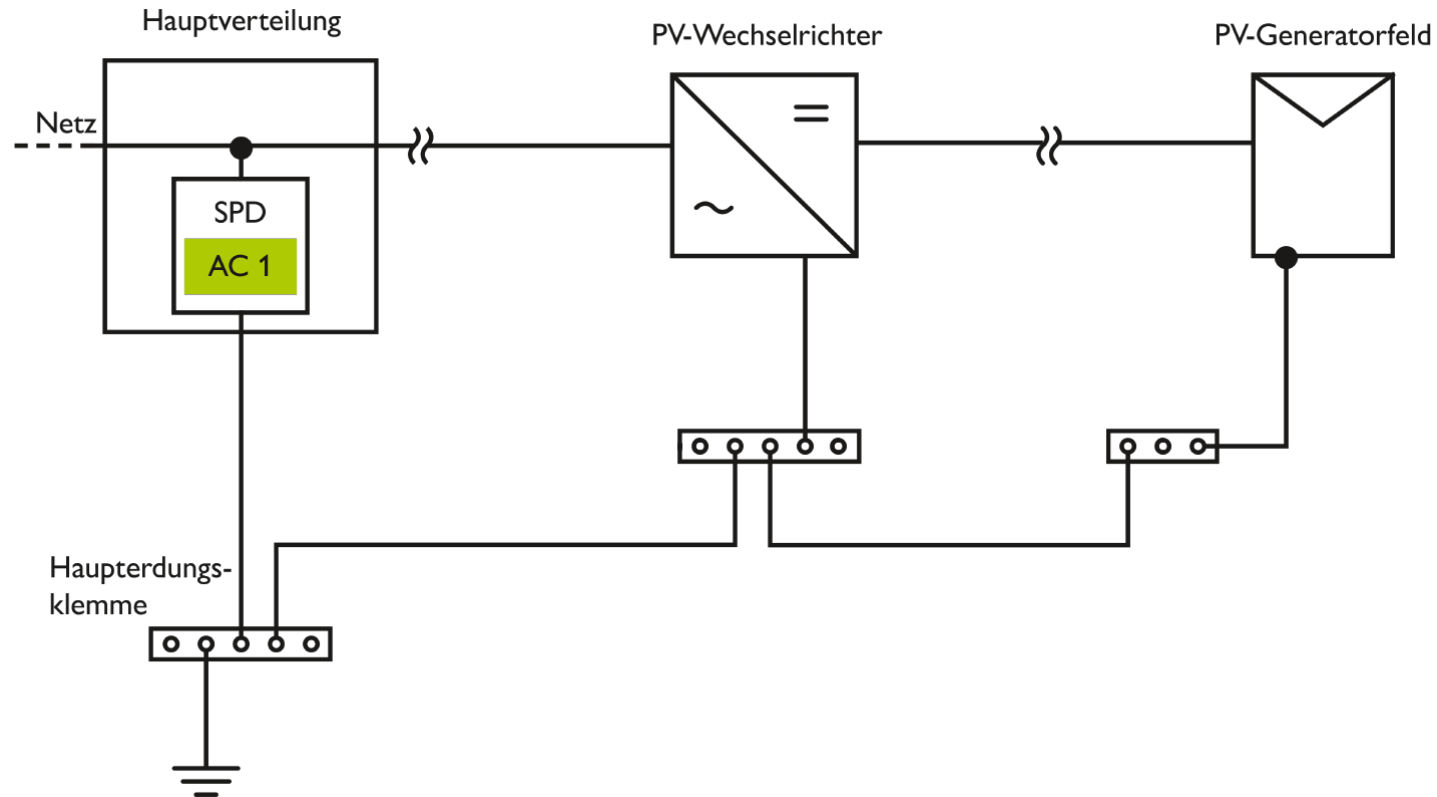 Hauptverteilung
PV-Wechselrichter
PV-Generatorfeld
Netz
SPD
AC 1
Haupterdungs-
klemme